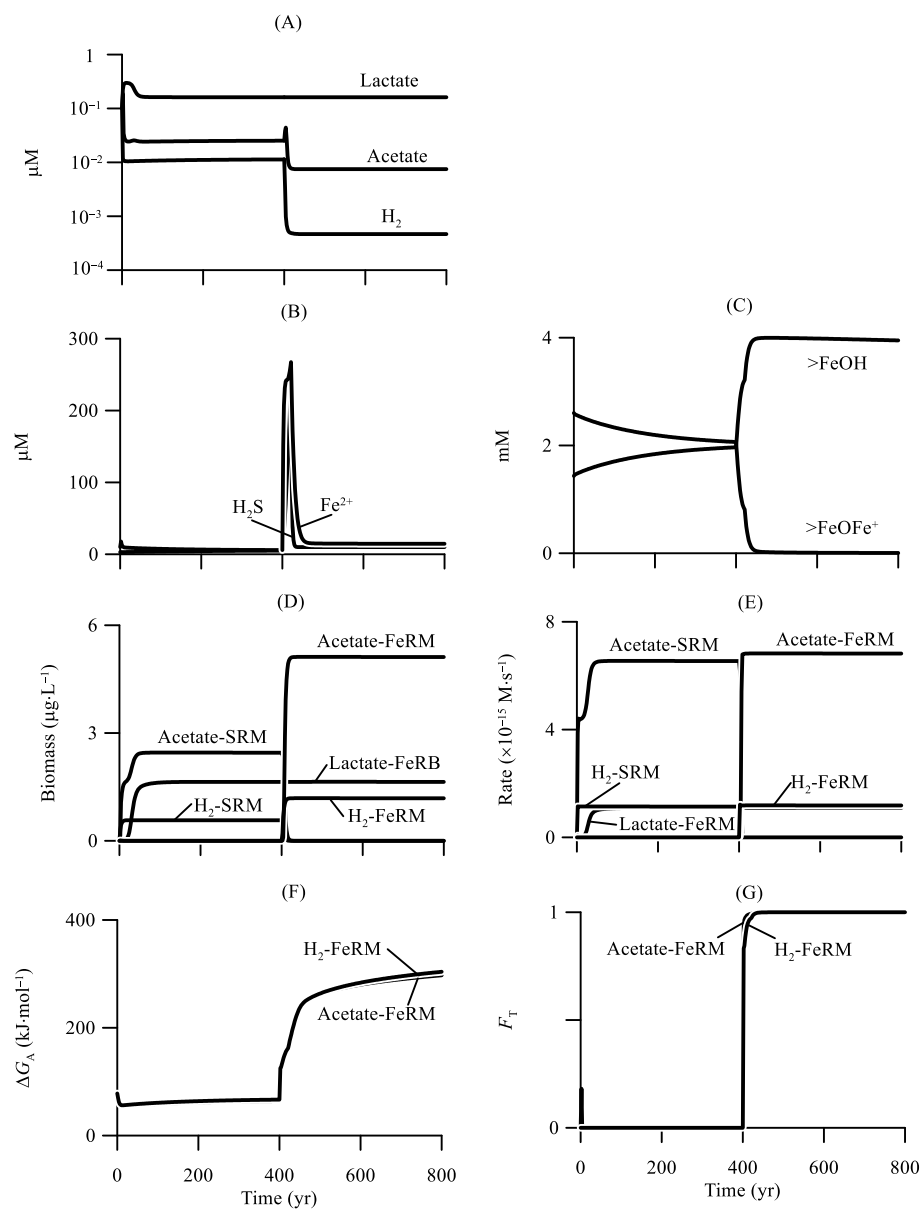 (A)
1
10⁻¹
10⁻²
10⁻³
10⁻⁴
μM
Lactate
Acetate
H₂
(B)
300
200
100
0
μM
H₂S
Fe²⁺
(C)
4
2
0
mM
>FeOH
>FeOFe⁺
(D)
6
3
0
Biomass (μg·L⁻¹)
Acetate-FeRM
Acetate-SRM
Lactate-FeRB
H₂-SRM
H₂-FeRM
(E)
8
4
0
Rate (×10⁻¹⁵ M·s⁻¹)
Acetate-SRM
Acetate-FeRM
H₂-SRM
H₂-FeRM
Lactate-FeRM
(F)
400
200
0
ΔG_A (kJ·mol⁻¹)
H₂-FeRM
Acetate-FeRM
0
200
400
600
800
Time (yr)
(G)
1
0
F_T
Acetate-FeRM
H₂-FeRM
200
400
600
800
Time (yr)